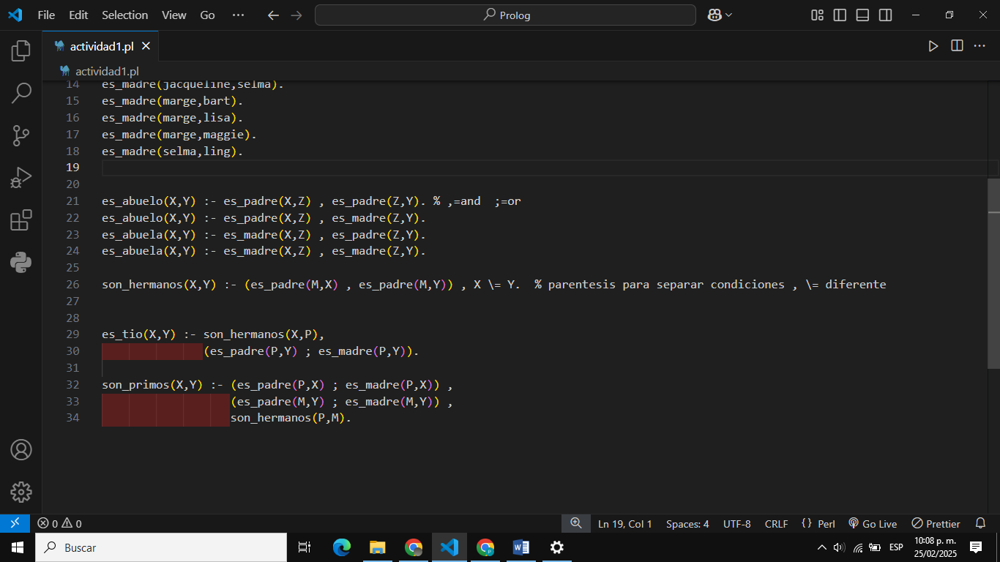 File Edit Selection View Go ··· Prolog
actividad1.pl
actividad1.pl
14 es_madre(jacqueline,selma).
15 es_madre(marge,bart).
16 es_madre(marge,lisa).
17 es_madre(marge,maggie).
18 es_madre(selma,ling).
19
20
21 es_abuelo(X,Y) :- es_padre(X,Z) , es_padre(Z,Y). % ,=and  ;=or
22 es_abuelo(X,Y) :- es_padre(X,Z) , es_madre(Z,Y).
23 es_abuela(X,Y) :- es_madre(X,Z) , es_padre(Z,Y).
24 es_abuela(X,Y) :- es_madre(X,Z) , es_madre(Z,Y).
25
26 son_hermanos(X,Y) :- (es_padre(M,X) , es_padre(M,Y)) , X \= Y.  % parentesis para separar condiciones , \= diferente
27
28
29 es_tio(X,Y) :- son_hermanos(X,P),
30 (es_padre(P,Y) ; es_madre(P,Y)).
31
32 son_primos(X,Y) :- (es_padre(P,X) ; es_madre(P,X)) ,
33 (es_padre(M,Y) ; es_madre(M,Y)) ,
34 son_hermanos(P,M).
0 0 Ln 19, Col 1 Spaces: 4 UTF-8 CRLF {} Perl Go Live Prettier
Buscar ESP 10:08 p. m.
25/02/2025